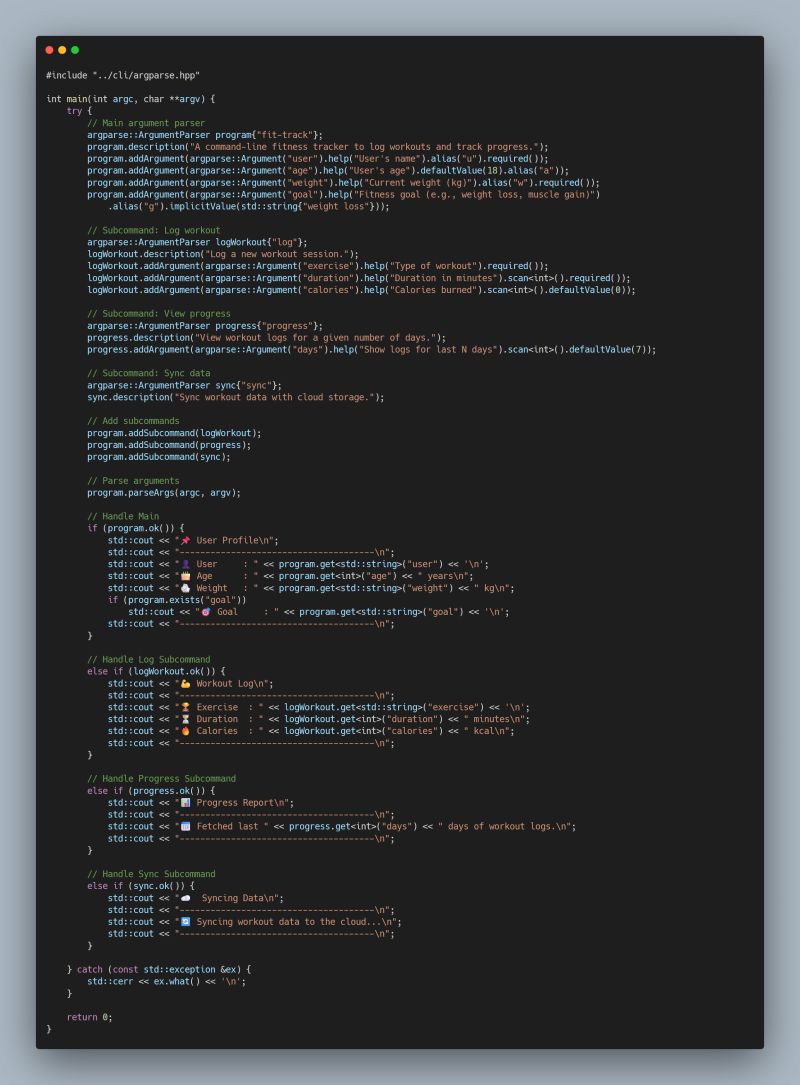 #include "../cli/argparse.hpp"

int main(int argc, char **argv) {
    try {
        // Main argument parser
        argparse::ArgumentParser program{"fit-track"};
        program.description("A command-line fitness tracker to log workouts and track progress.");
        program.addArgument(argparse::Argument("user").help("User's name").alias("u").required());
        program.addArgument(argparse::Argument("age").help("User's age").defaultValue(18).alias("a"));
        program.addArgument(argparse::Argument("weight").help("Current weight (kg)").alias("w").required());
        program.addArgument(argparse::Argument("goal").help("Fitness goal (e.g., weight loss, muscle gain)")
            .alias("g").implicitValue(std::string{"weight loss"}));

        // Subcommand: Log workout
        argparse::ArgumentParser logWorkout{"log"};
        logWorkout.description("Log a new workout session.");
        logWorkout.addArgument(argparse::Argument("exercise").help("Type of workout").required());
        logWorkout.addArgument(argparse::Argument("duration").help("Duration in minutes").scan<int>().required());
        logWorkout.addArgument(argparse::Argument("calories").help("Calories burned").scan<int>().defaultValue(0));

        // Subcommand: View progress
        argparse::ArgumentParser progress{"progress"};
        progress.description("View workout logs for a given number of days.");
        progress.addArgument(argparse::Argument("days").help("Show logs for last N days").scan<int>().defaultValue(7));

        // Subcommand: Sync data
        argparse::ArgumentParser sync{"sync"};
        sync.description("Sync workout data with cloud storage.");

        // Add subcommands
        program.addSubcommand(logWorkout);
        program.addSubcommand(progress);
        program.addSubcommand(sync);

        // Parse arguments
        program.parseArgs(argc, argv);

        // Handle Main
        if (program.ok()) {
            std::cout << "📌 User Profile\n";
            std::cout << "--------------------------------------\n";
            std::cout << "👤 User     : " << program.get<std::string>("user") << '\n';
            std::cout << "🎂 Age      : " << program.get<int>("age") << " years\n";
            std::cout << "⚖️ Weight   : " << program.get<std::string>("weight") << " kg\n";
            if (program.exists("goal"))
                std::cout << "🎯 Goal     : " << program.get<std::string>("goal") << '\n';
            std::cout << "--------------------------------------\n";
        }

        // Handle Log Subcommand
        else if (logWorkout.ok()) {
            std::cout << "💪 Workout Log\n";
            std::cout << "--------------------------------------\n";
            std::cout << "🏆 Exercise  : " << logWorkout.get<std::string>("exercise") << '\n';
            std::cout << "⏳ Duration  : " << logWorkout.get<int>("duration") << " minutes\n";
            std::cout << "🔥 Calories  : " << logWorkout.get<int>("calories") << " kcal\n";
            std::cout << "--------------------------------------\n";
        }

        // Handle Progress Subcommand
        else if (progress.ok()) {
            std::cout << "📊 Progress Report\n";
            std::cout << "--------------------------------------\n";
            std::cout << "📅 Fetched last " << progress.get<int>("days") << " days of workout logs.\n";
            std::cout << "--------------------------------------\n";
        }

        // Handle Sync Subcommand
        else if (sync.ok()) {
            std::cout << "☁️  Syncing Data\n";
            std::cout << "--------------------------------------\n";
            std::cout << "🔄 Syncing workout data to the cloud...\n";
            std::cout << "--------------------------------------\n";
        }

    } catch (const std::exception &ex) {
        std::cerr << ex.what() << '\n';
    }

    return 0;
}